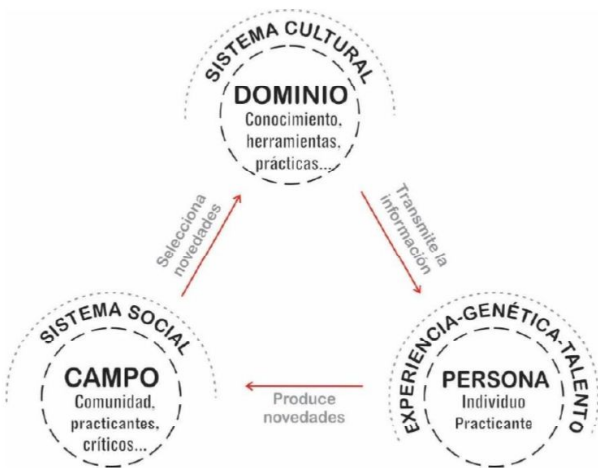 SISTEMA CULTURAL
DOMINIO
Conocimiento,
herramientas,
prácticas...
Selecciona
novedades
Transmite la
información
SISTEMA SOCIAL
CAMPO
Comunidad,
practicantes,
críticos...
Produce
novedades
EXPERIENCIA-GENÉTICA-TALENTO
PERSONA
Individuo
Practicante